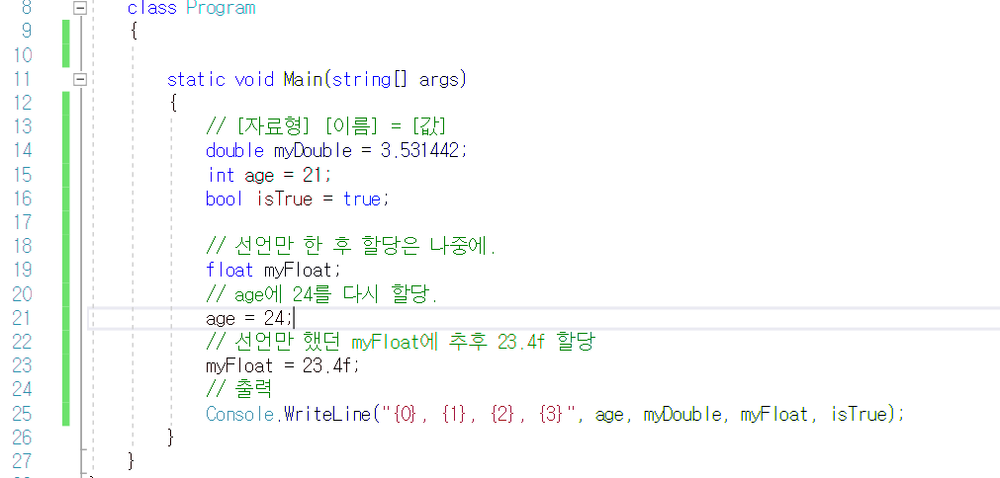 8 class Program
9 {
10
11 static void Main(string[] args)
12 {
13 // [자료형] [이름] = [값]
14 double myDouble = 3.531442;
15 int age = 21;
16 bool isTrue = true;
17
18 // 선언만 한 후 할당은 나중에.
19 float myFloat;
20 // age에 24를 다시 할당.
21 age = 24;
22 // 선언만 했던 myFloat에 추후 23.4f 할당
23 myFloat = 23.4f;
24 // 출력
25 Console.WriteLine("{0}, {1}, {2}, {3}", age, myDouble, myFloat, isTrue);
26 }
27 }